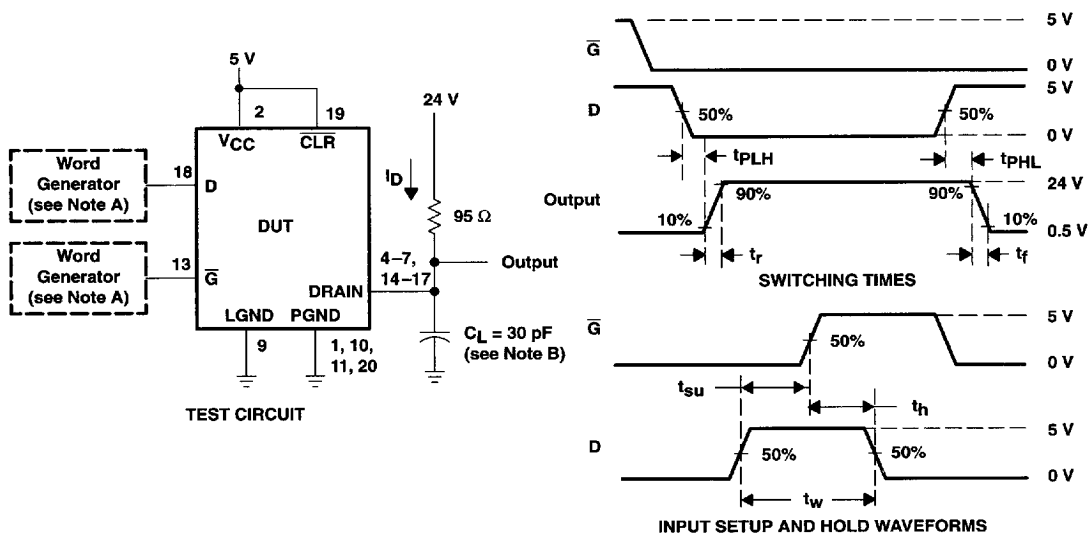 5 V
2
19
24 V
VCC
CLR
Word
Generator
(see Note A)
18
D
ID
95 Ω
DUT
Word
Generator
(see Note A)
13
G
4–7,
14–17
Output
DRAIN
LGND
PGND
9
1, 10,
11, 20
CL = 30 pF
(see Note B)
TEST CIRCUIT
G
5 V
0 V
D
50%
50%
5 V
0 V
tPLH
tPHL
Output
10%
90%
90%
10%
24 V
0.5 V
tr
tf
SWITCHING TIMES
G
50%
5 V
0 V
tsu
th
D
50%
50%
5 V
0 V
tw
INPUT SETUP AND HOLD WAVEFORMS